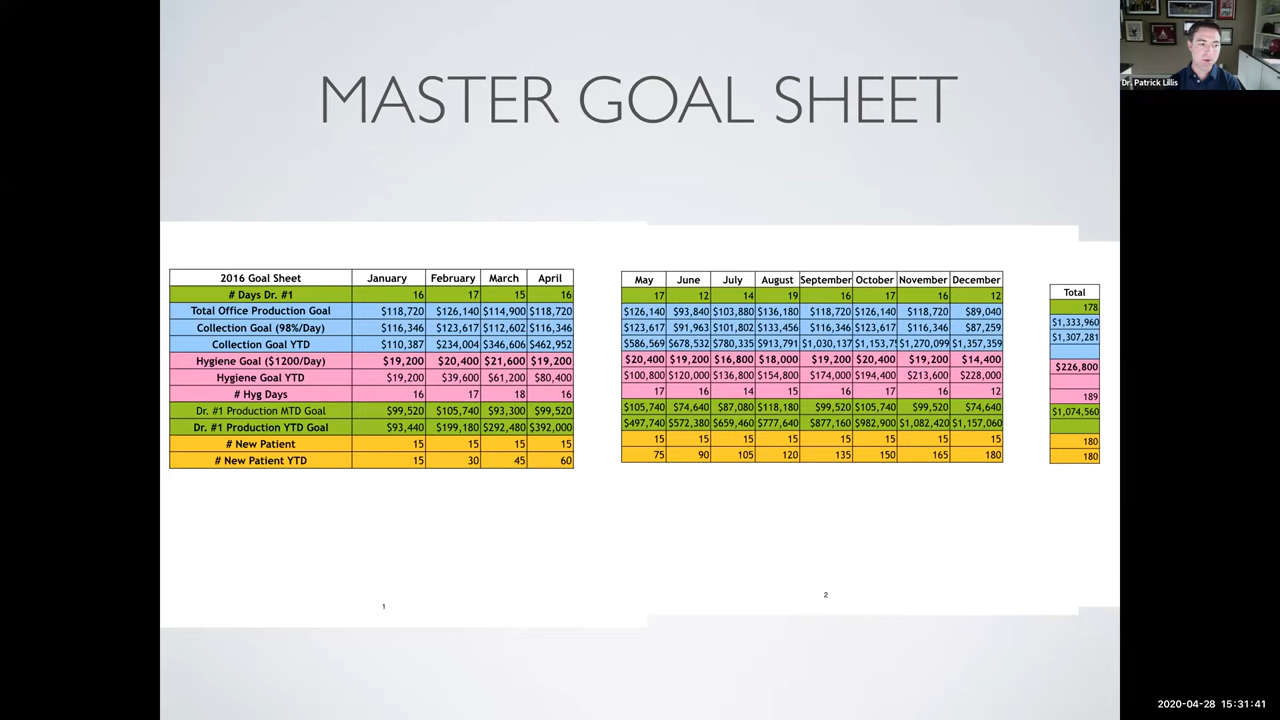 MASTER GOAL SHEET
Dr. Patrick Lillis
2016 Goal Sheet January February March April
# Days Dr. #1 16 17 15 16
Total Office Production Goal $118,720 $126,140 $114,900 $118,720
Collection Goal (98%/Day) $116,346 $123,617 $112,602 $116,346
Collection Goal YTD $110,387 $234,004 $346,606 $462,952
Hygiene Goal ($1200/Day) $19,200 $20,400 $21,600 $19,200
Hygiene Goal YTD $19,200 $39,600 $61,200 $80,400
# Hyg Days 16 17 18 16
Dr. #1 Production MTD Goal $99,520 $105,740 $93,300 $99,520
Dr. #1 Production YTD Goal $93,440 $199,180 $292,480 $392,000
# New Patient 15 15 15 15
# New Patient YTD 15 30 45 60
1
May June July August September October November December
17 12 14 19 16 17 16 12
$126,140 $93,840 $103,880 $136,180 $118,720 $126,140 $118,720 $89,040
$123,617 $91,963 $101,802 $133,456 $116,346 $123,617 $116,346 $87,259
$586,569 $678,532 $780,335 $913,791 $1,030,137 $1,153,75 $1,270,099 $1,357,359
$20,400 $19,200 $16,800 $18,000 $19,200 $20,400 $19,200 $14,400
$100,800 $120,000 $136,800 $154,800 $174,000 $194,400 $213,600 $228,000
17 16 14 15 16 17 16 12
$105,740 $74,640 $87,080 $118,180 $99,520 $105,740 $99,520 $74,640
$497,740 $572,380 $659,460 $777,640 $877,160 $982,900 $1,082,420 $1,157,060
15 15 15 15 15 15 15 15
75 90 105 120 135 150 165 180
2
Total
178
$1,333,960
$1,307,281
$226,800
189
$1,074,560
180
180
2020-04-28 15:31:41